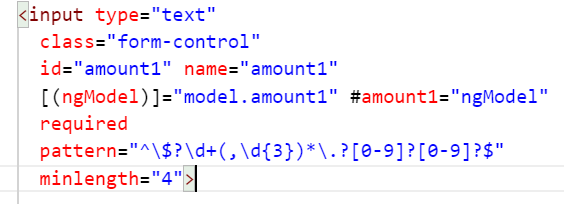 <input type="text"
class="form-control"
id="amount1" name="amount1"
[(ngModel)]="model.amount1" #amount1="ngModel"
required
pattern="^\$?\d+(,\d{3})*\.?[0-9]?[0-9]?$"
minlength="4">